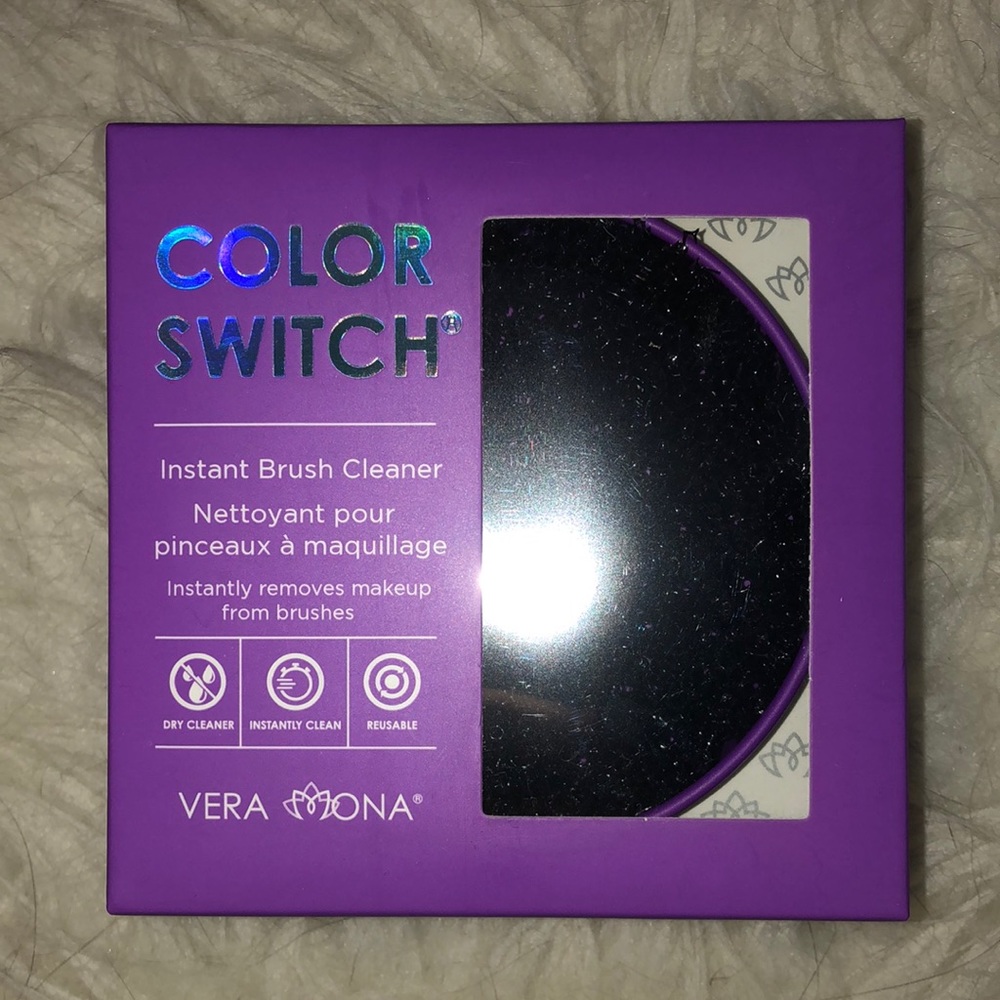 COLOR
SWITCH®
Instant Brush Cleaner
Nettoyant pour
pinceaux à maquillage
Instantly removes makeup
from brushes
DRY CLEANER INSTANTLY CLEAN REUSABLE
VERA MONA®